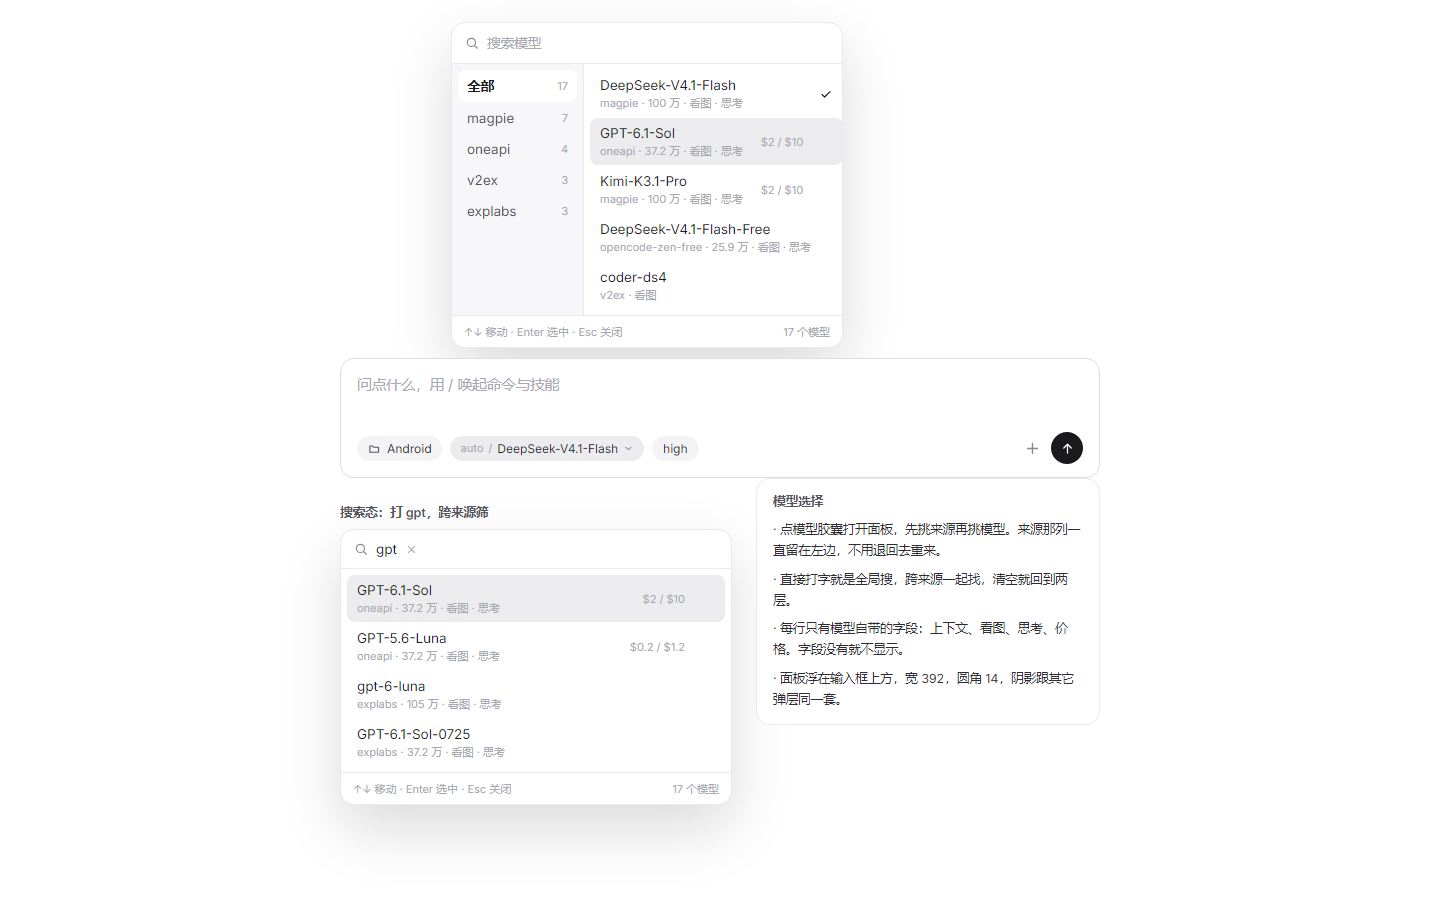 搜索模型
全部 17
magpie 7
oneapi 4
v2ex 3
explabs 3
DeepSeek-V4.1-Flash
magpie · 100 万 · 看图 · 思考
GPT-6.1-Sol
oneapi · 37.2 万 · 看图 · 思考
$2 / $10
Kimi-K3.1-Pro
magpie · 100 万 · 看图 · 思考
$2 / $10
DeepSeek-V4.1-Flash-Free
opencode-zen-free · 25.9 万 · 看图 · 思考
coder-ds4
v2ex · 看图
↑↓ 移动 · Enter 选中 · Esc 关闭
17 个模型
问点什么，用 / 唤起命令与技能
Android
auto / DeepSeek-V4.1-Flash
high
搜索态：打 gpt，跨来源筛
gpt
GPT-6.1-Sol
oneapi · 37.2 万 · 看图 · 思考
$2 / $10
GPT-5.6-Luna
oneapi · 37.2 万 · 看图 · 思考
$0.2 / $1.2
gpt-6-luna
explabs · 105 万 · 看图 · 思考
GPT-6.1-Sol-0725
explabs · 37.2 万 · 看图 · 思考
↑↓ 移动 · Enter 选中 · Esc 关闭
17 个模型
模型选择
· 点模型胶囊打开面板，先挑来源再挑模型。来源那列一
直留在左边，不用退回去重来。
· 直接打字就是全局搜，跨来源一起找，清空就回到两
层。
· 每行只有模型自带的字段：上下文、看图、思考、价
格。字段没有就不显示。
· 面板浮在输入框上方，宽 392，圆角 14，阴影跟其它
弹层同一套。